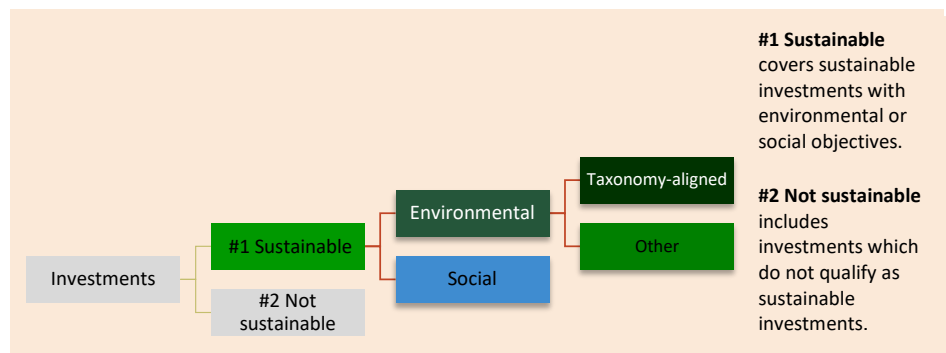 Investments
#1 Sustainable
#2 Not
sustainable
Environmental
Social
Taxonomy-aligned
Other
#1 Sustainable
covers sustainable
investments with
environmental or
social objectives.
#2 Not sustainable
includes
investments which
do not qualify as
sustainable
investments.